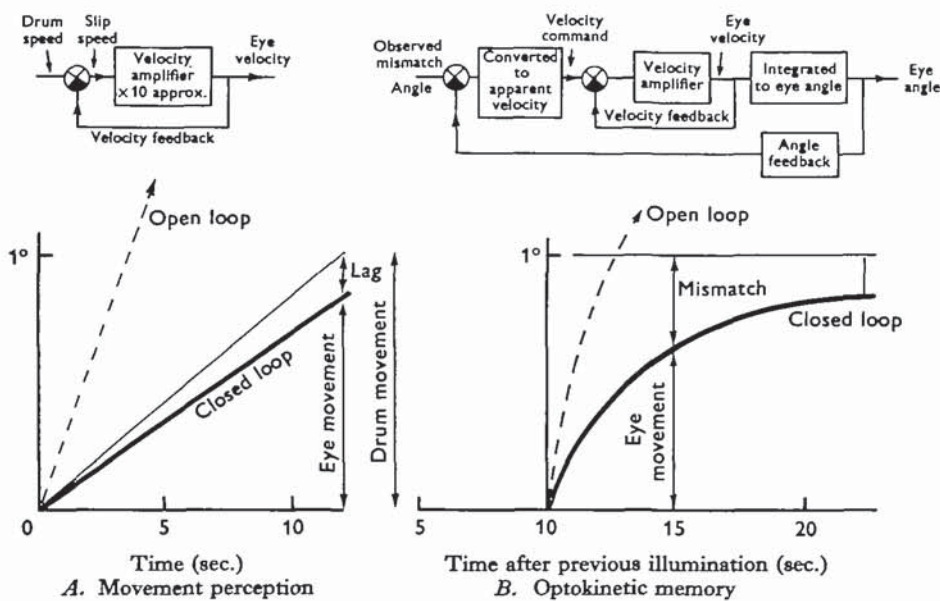 Drum
speed
Slip
speed
Velocity
amplifier
×10 approx.
Eye
velocity
Velocity feedback
Observed
mismatch
Angle
Converted
to
apparent
velocity
Velocity
command
Velocity
amplifier
Eye
velocity
Velocity feedback
Integrated
to eye angle
Eye
angle
Angle
feedback
Open loop
1°
Lag
Closed loop
Eye movement
Drum movement
0
5
10
Time (sec.)
A. Movement perception
Open loop
1°
Mismatch
Closed loop
Eye
movement
5
10
15
20
Time after previous illumination (sec.)
B. Optokinetic memory